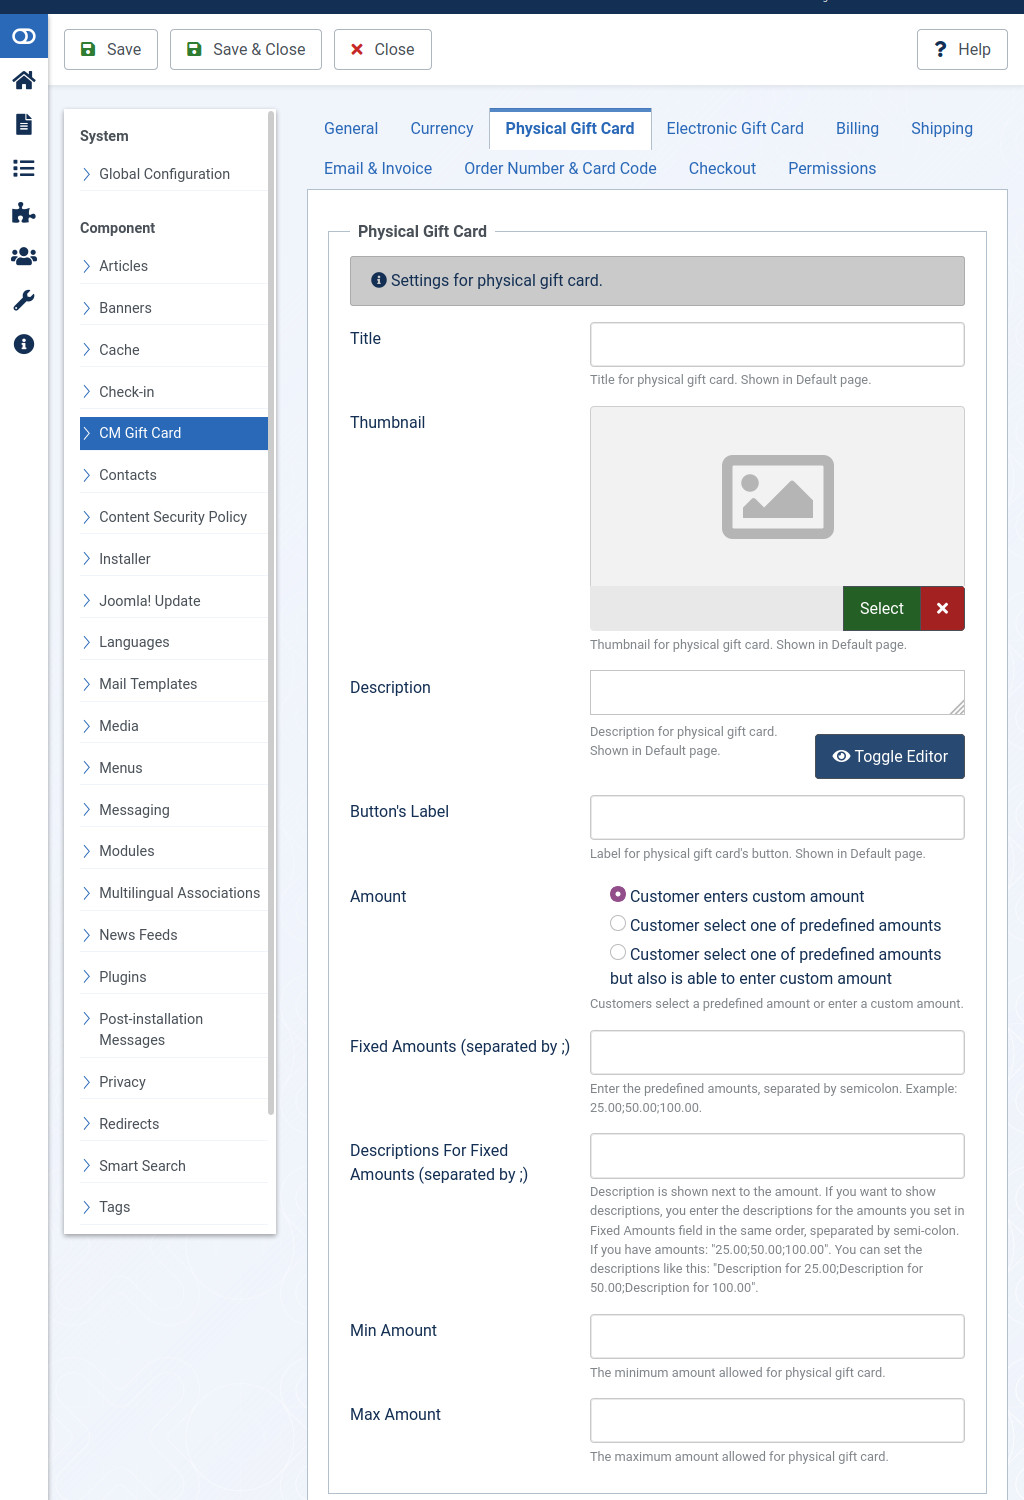 Save
Save & Close
Close
Help
System
Global Configuration
Component
Articles
Banners
Cache
Check-in
CM Gift Card
Contacts
Content Security Policy
Installer
Joomla! Update
Languages
Mail Templates
Media
Menus
Messaging
Modules
Multilingual Associations
News Feeds
Plugins
Post-installation
Messages
Privacy
Redirects
Smart Search
Tags
General
Currency
Physical Gift Card
Electronic Gift Card
Billing
Shipping
Email & Invoice
Order Number & Card Code
Checkout
Permissions
Physical Gift Card
Settings for physical gift card.
Title
Title for physical gift card. Shown in Default page.
Thumbnail
Select
Thumbnail for physical gift card. Shown in Default page.
Description
Description for physical gift card.
Shown in Default page.
Toggle Editor
Button's Label
Label for physical gift card's button. Shown in Default page.
Amount
Customer enters custom amount
Customer select one of predefined amounts
Customer select one of predefined amounts
but also is able to enter custom amount
Customers select a predefined amount or enter a custom amount.
Fixed Amounts (separated by ;)
Enter the predefined amounts, separated by semicolon. Example:
25.00;50.00;100.00.
Descriptions For Fixed
Amounts (separated by ;)
Description is shown next to the amount. If you want to show
descriptions, you enter the descriptions for the amounts you set in
Fixed Amounts field in the same order, speparated by semi-colon.
If you have amounts: "25.00;50.00;100.00". You can set the
descriptions like this: "Description for 25.00;Description for
50.00;Description for 100.00".
Min Amount
The minimum amount allowed for physical gift card.
Max Amount
The maximum amount allowed for physical gift card.